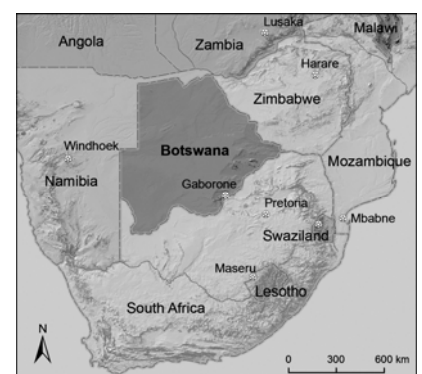 Lusaka
Angola
Zambia
Malawi
Harare
Zimbabwe
Windhoek
Botswana
Mozambique
Namibia
Gaborone
Pretoria
Mbabne
Swaziland
Maseru
Lesotho
South Africa
N
0 300 600 km